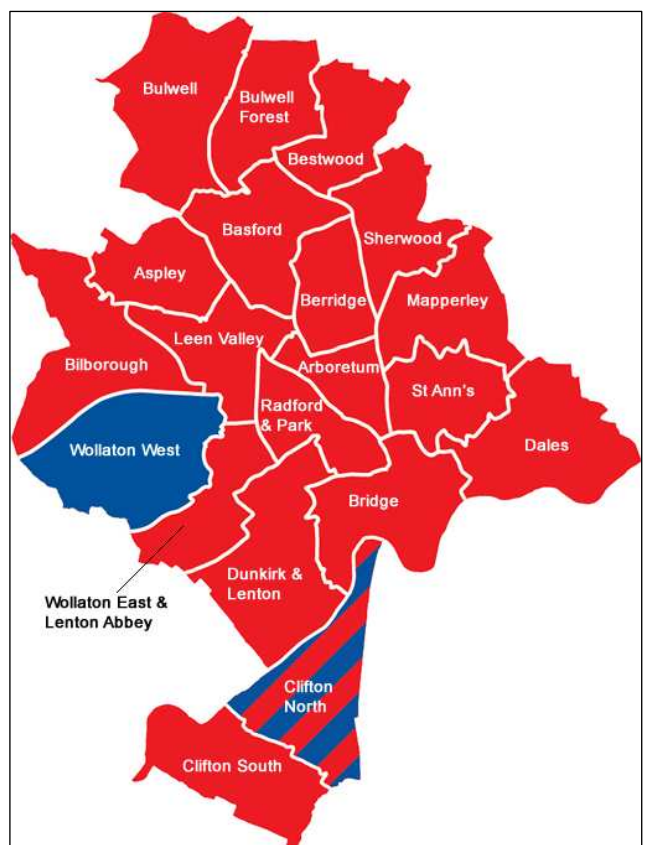 Bulwell
Bulwell
Forest
Bestwood
Basford
Sherwood
Aspley
Berridge
Mapperley
Leen Valley
Bilborough
Arboretum
St Ann's
Radford
& Park
Wollaton West
Dales
Bridge
Dunkirk &
Lenton
Wollaton East &
Lenton Abbey
Clifton
North
Clifton South